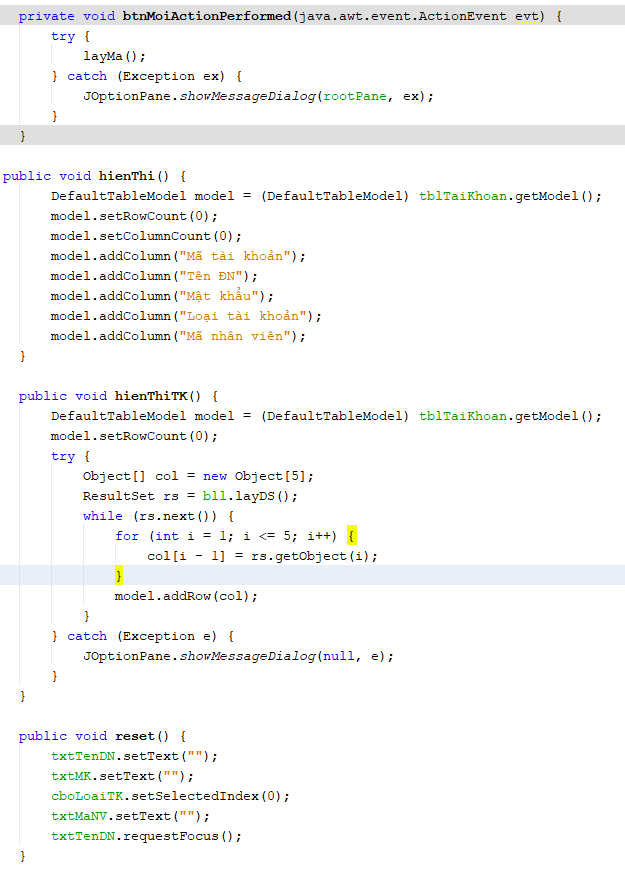 private void btnMoiActionPerformed(java.awt.event.ActionEvent evt) {
try {
layMa();
} catch (Exception ex) {
JOptionPane.showMessageDialog(rootPane, ex);
}
}
public void hienThi() {
DefaultTableModel model = (DefaultTableModel) tblTaiKhoan.getModel();
model.setRowCount(0);
model.setColumnCount(0);
model.addColumn("Mã tài khoản");
model.addColumn("Tên ĐN");
model.addColumn("Mật khẩu");
model.addColumn("Loại tài khoản");
model.addColumn("Mã nhân viên");
}
public void hienThiTK() {
DefaultTableModel model = (DefaultTableModel) tblTaiKhoan.getModel();
model.setRowCount(0);
try {
Object[] col = new Object[5];
ResultSet rs = bll.layDS();
while (rs.next()) {
for (int i = 1; i <= 5; i++) {
col[i - 1] = rs.getObject(i);
}
model.addRow(col);
}
} catch (Exception e) {
JOptionPane.showMessageDialog(null, e);
}
}
public void reset() {
txtTenDN.setText("");
txtMK.setText("");
cboLoaiTK.setSelectedIndex(0);
txtMaNV.setText("");
txtTenDN.requestFocus();
}